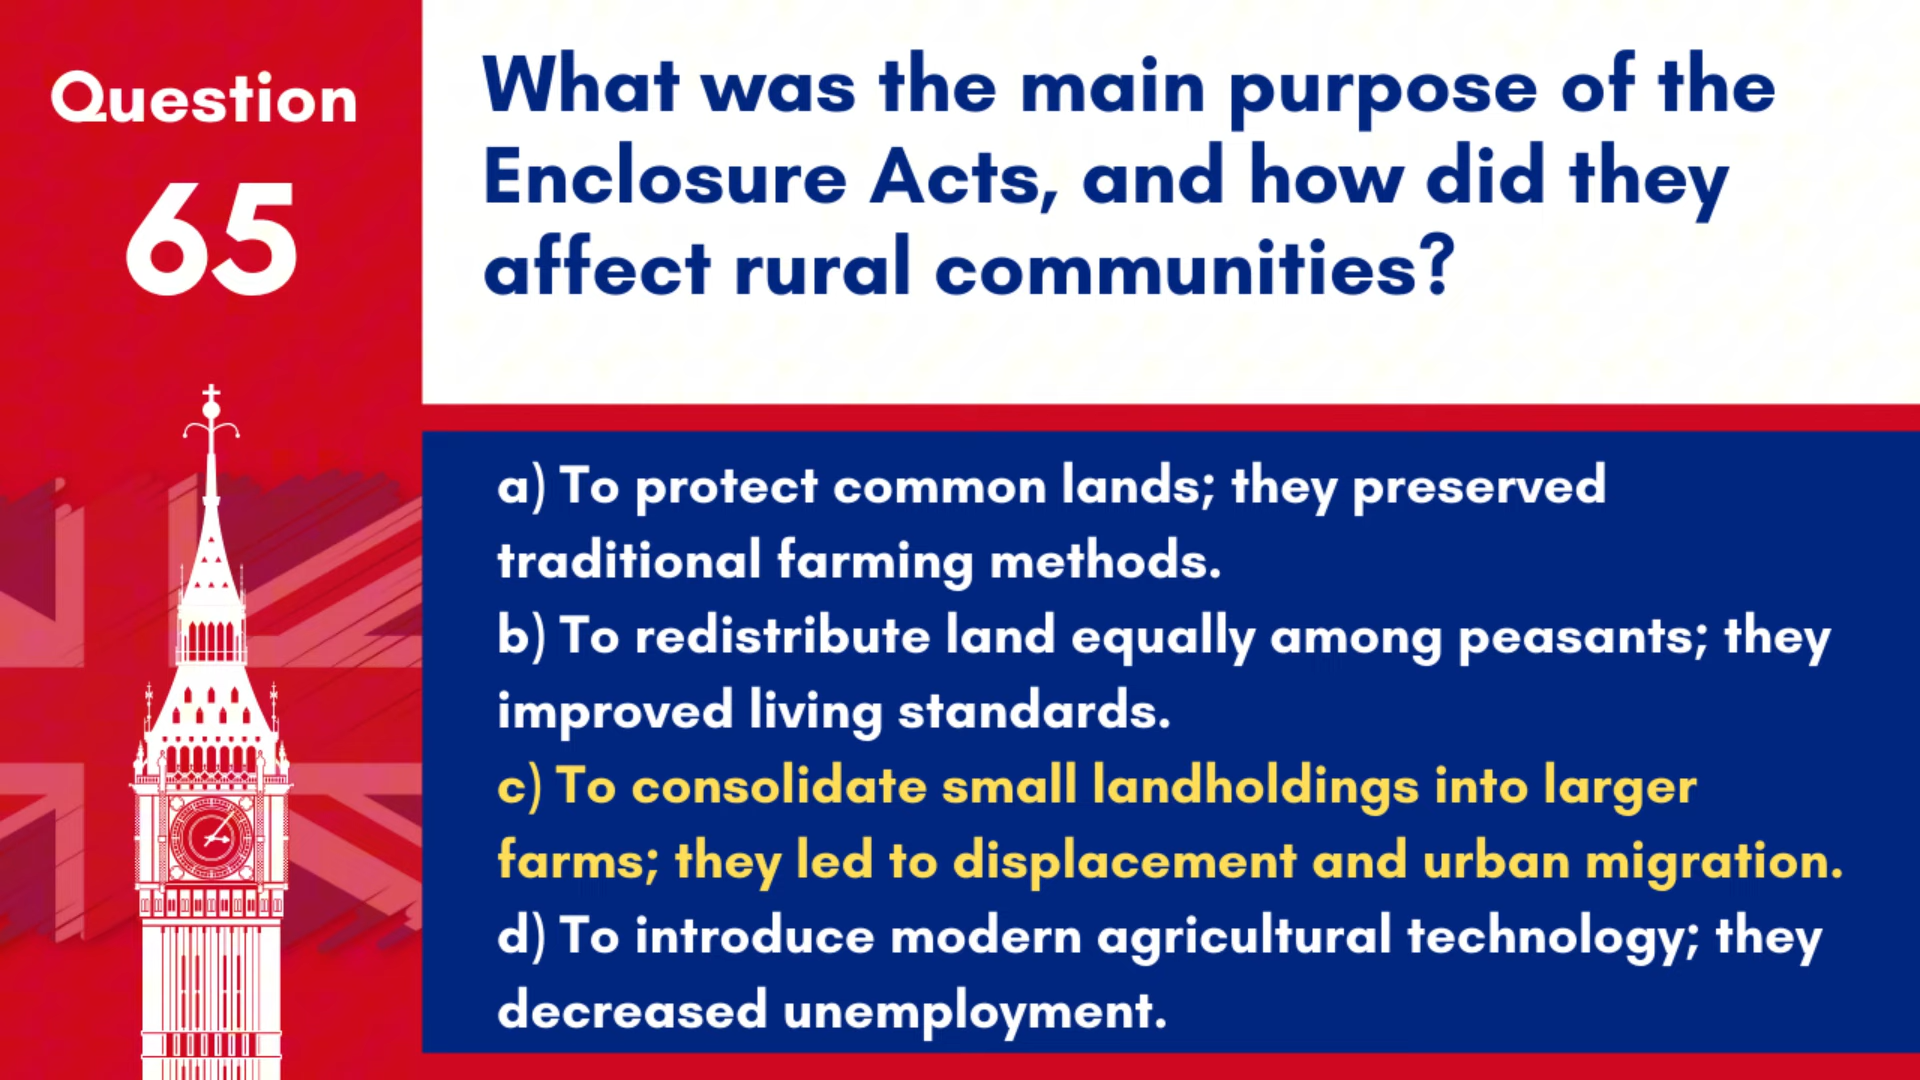 Question
65
What was the main purpose of the
Enclosure Acts, and how did they
affect rural communities?
a) To protect common lands; they preserved
traditional farming methods.
b) To redistribute land equally among peasants; they
improved living standards.
c) To consolidate small landholdings into larger
farms; they led to displacement and urban migration.
d) To introduce modern agricultural technology; they
decreased unemployment.